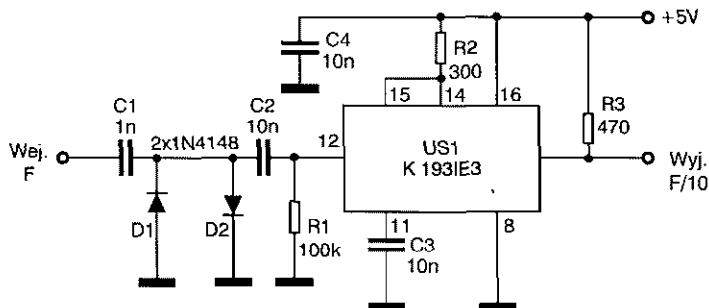 C4
10n
R2
300
+5V
15
14
16
R3
470
C1
1n
2x1N4148
C2
10n
12
US1
K 193IE3
Wej.
F
Wyj.
F/10
D1
D2
R1
100k
11
C3
10n
8